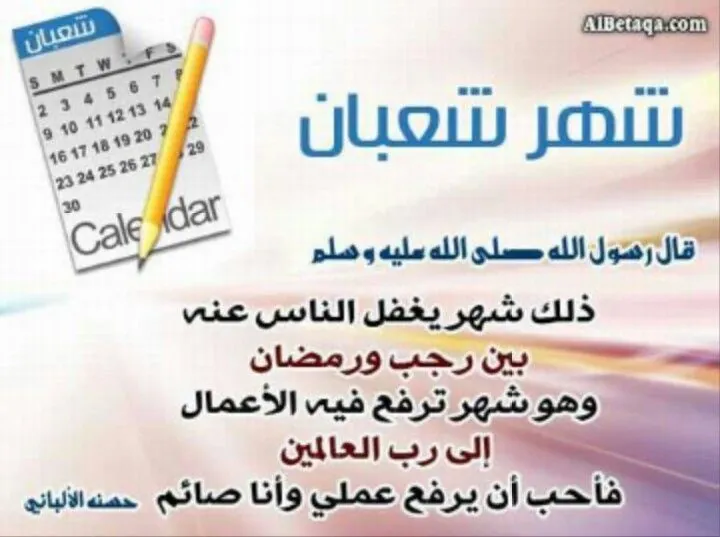 AlBetaqa.com
شعبان
S M T W T F S
2 3 4 5 6 7 8
9 10 11 12 13 14
16 17 18 19 20 22
23 24 25 26 27 29
30
Calendar
شهر شعبان
قال رسول الله صلى الله عليه وسلم
ذلك شهر يغفل الناس عنه
بين رجب ورمضان
وهو شهر ترفع فيه الأعمال
إلى رب العالمين
فأحب أن يرفع عملي وأنا صائم
حسنه الألباني